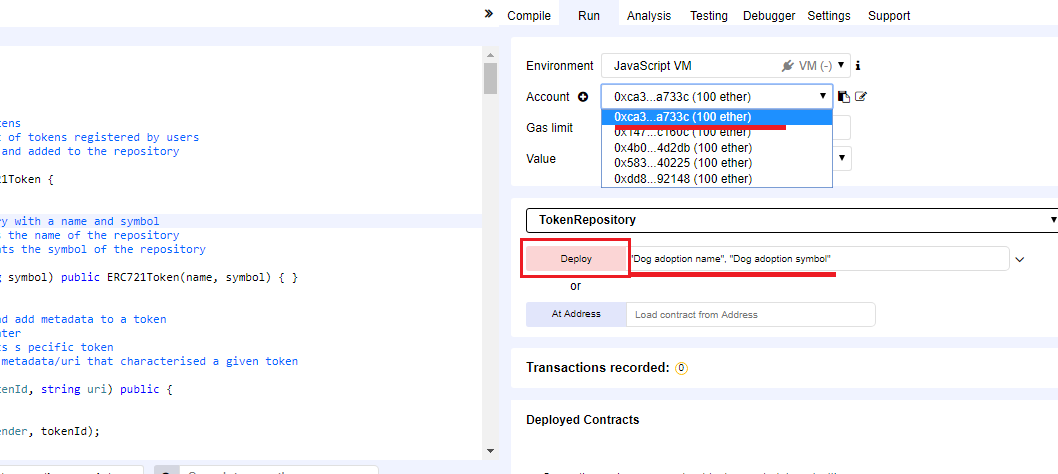 » Compile Run Analysis Testing Debugger Settings Support
kens
t of tokens registered by users
and added to the repository
21Token {
ry with a name and symbol
the name of the repository
nts the symbol of the repository
g symbol) public ERC721Token(name, symbol) { }
nd add metadata to a token
ater
ts s pecific token
metadata/uri that characterised a given token
kenId, string uri) public {
ender, tokenId);
Environment JavaScript VM VM (-)
Account 0xca3...a733c (100 ether)
0xca3...a733c (100 ether)
Gas limit 0x147...c160c (100 ether)
0x4b0...4d2db (100 ether)
Value 0x583...40225 (100 ether)
0xdd8...92148 (100 ether)
TokenRepository
Deploy "Dog adoption name", "Dog adoption symbol"
or
At Address Load contract from Address
Transactions recorded: 0
Deployed Contracts